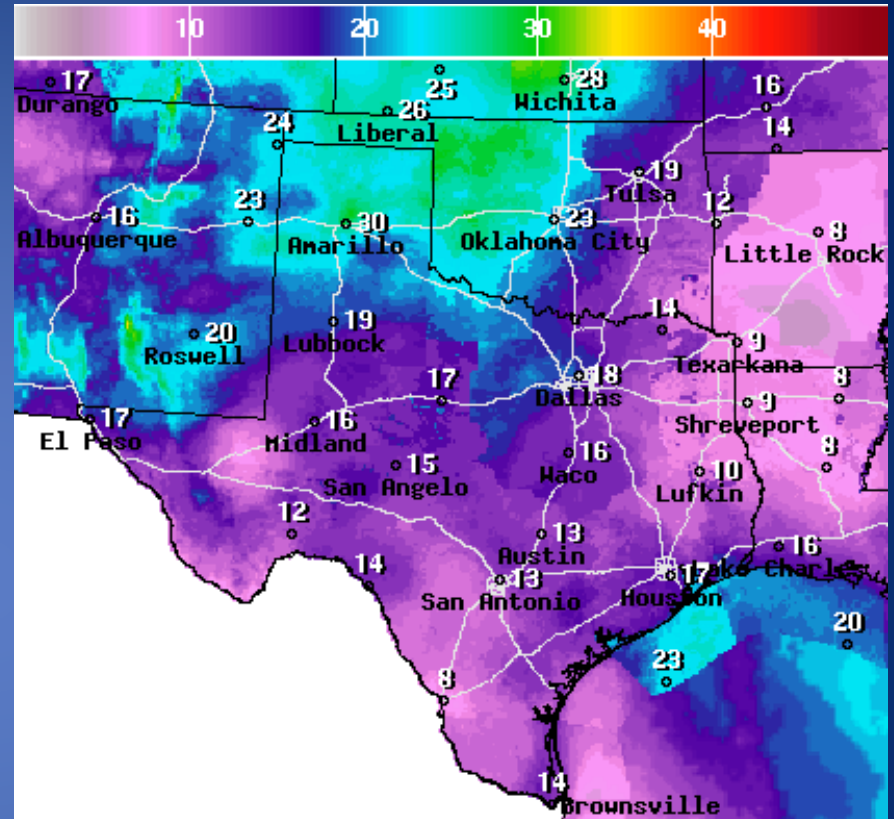 10 20 30 40
25
17 28 16
Durango Wichita
26
Liberal
24 14
19
Tulsa
23 12
16 30 23 8
Albuquerque Amarillo Oklahoma City Little Rock
20 19 14
Roswell Lubbock 9
Texarkana
18
Dallas
17 8
17 16 9
El Paso Midland Shreveport
16
15 Waco 10 8
San Angelo Lufkin
12 13
Austin 16
14 13 17 Lake Charl
San Antonio Houston
20
23
8
14
Brownsville